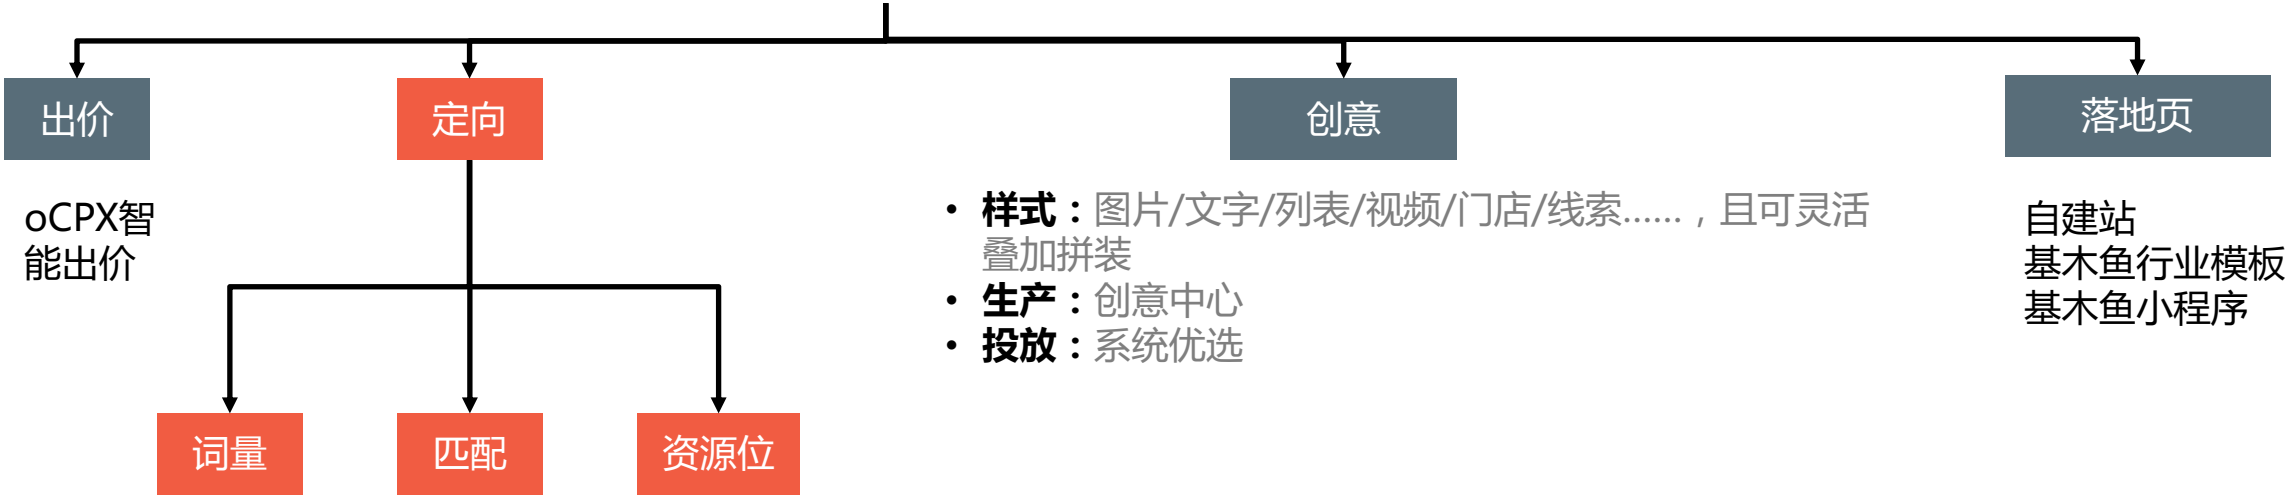 出价
定向
创意
落地页
oCPX智
能出价
• 样式：图片/文字/列表/视频/门店/线索……，且可灵活
叠加拼装
• 生产：创意中心
• 投放：系统优选
自建站
基木鱼行业模板
基木鱼小程序
词量
匹配
资源位